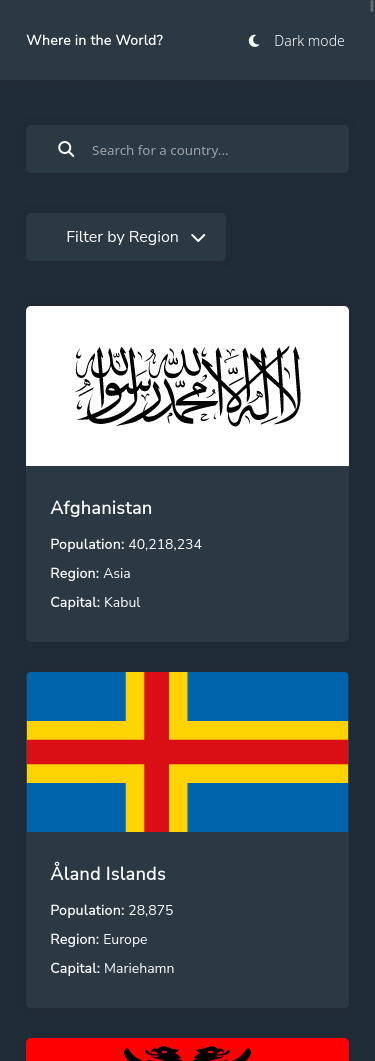 Where in the World?
Dark mode
Search for a country...
Filter by Region
لا إله إلا الله محمد رسول الله
Afghanistan
Population: 40,218,234
Region: Asia
Capital: Kabul
Åland Islands
Population: 28,875
Region: Europe
Capital: Mariehamn